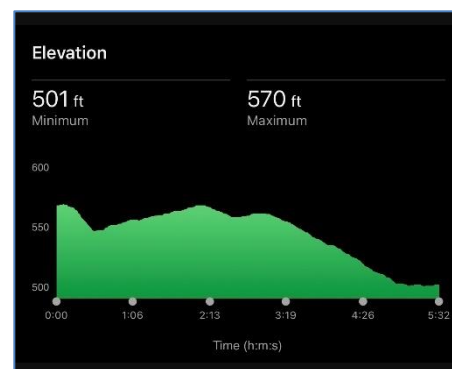 Elevation
501 ft 570 ft
Minimum Maximum
600
550
500
0:00 1:06 2:13 3:19 4:26 5:32
Time (h:m:s)